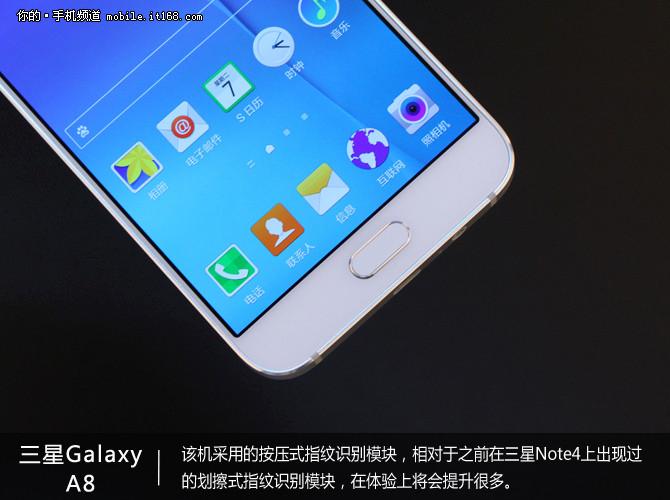 你的·手机频道 mobile.it168.com
音乐
时钟
星期二
7
S 日历
电子邮件
相册
照相机
互联网
信息
联系人
电话
三星Galaxy
A8
该机采用的按压式指纹识别模块，相对于之前在三星Note4上出现过
的划擦式指纹识别模块，在体验上将会提升很多。